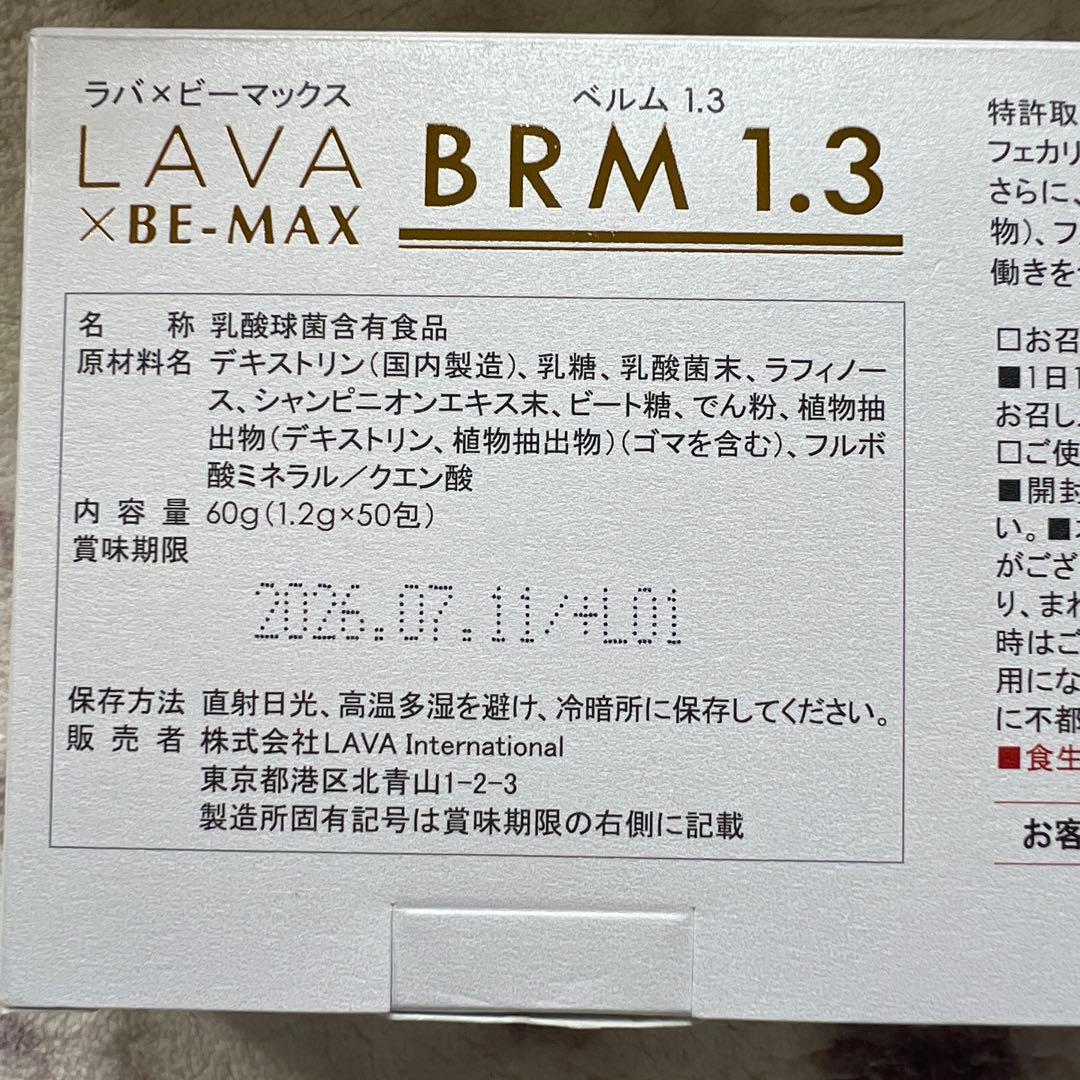 ラバ×ビーマックス
LAVA
×BE-MAX
ベルム 1.3
BRM 1.3
名称 乳酸球菌含有食品
原材料名 デキストリン（国内製造）、乳糖、乳酸菌末、ラフィノー
ス、シャンピニオンエキス末、ビート糖、でん粉、植物抽
出物（デキストリン、植物抽出物）（ゴマを含む）、フルボ
酸ミネラル／クエン酸
内容量 60g（1.2g×50包）
賞味期限
2026.07.11/+L01
保存方法 直射日光、高温多湿を避け、冷暗所に保存してください。
販売者 株式会社LAVA International
東京都港区北青山1-2-3
製造所固有記号は賞味期限の右側に記載
特許取
フェカリ
さらに、
物）、フ
働きを
□お召
■1日1
お召し
□ご使
■開封
い。■
がござ
り、まれ
時はご
用にな
に不都
■食生
お客